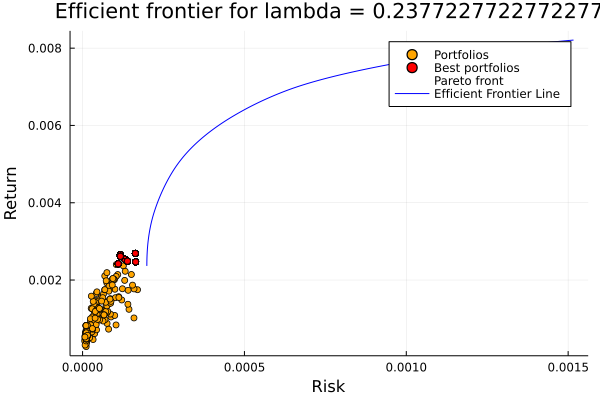 Efficient frontier for lambda = 0.2377227722772277
0.008
Portfolios
Best portfolios
Pareto front
Efficient Frontier Line
0.006
Return
0.004
0.002
0.0000
0.0005
0.0010
0.0015
Risk